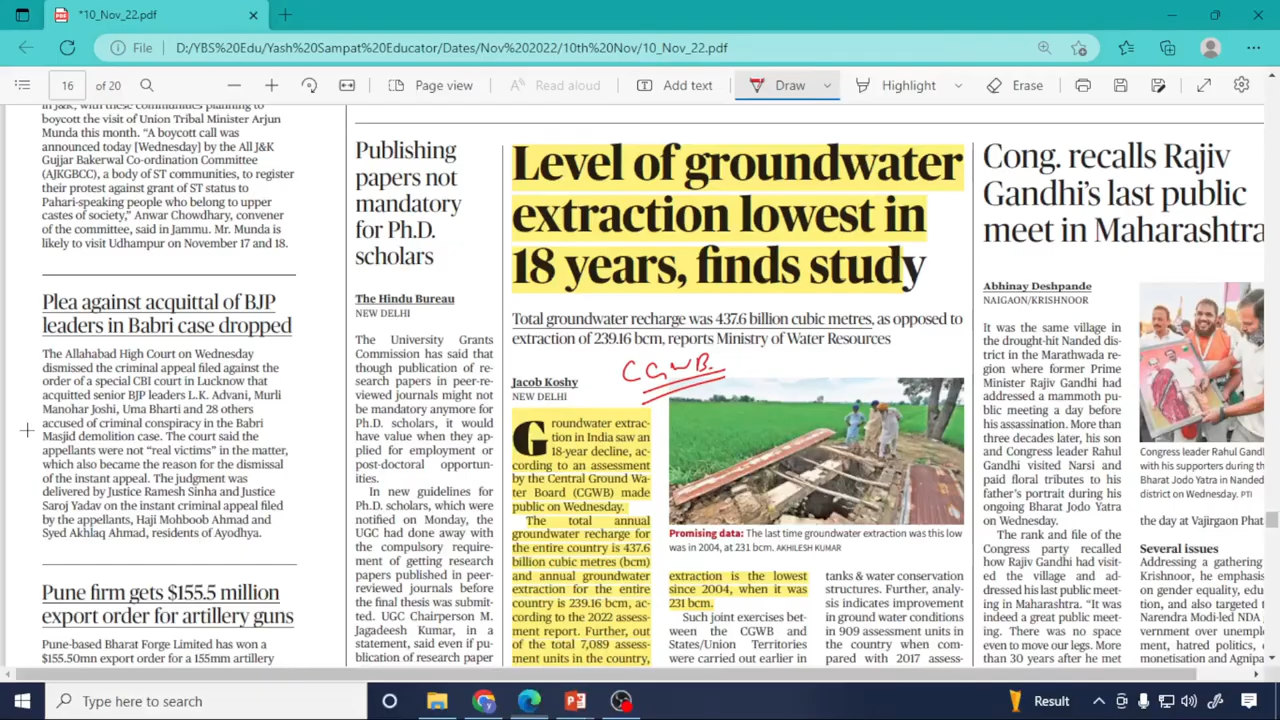 *10_Nov_22.pdf
File
D:/YBS%20Edu/Yash%20Sampat%20Educator/Dates/Nov%202022/10th%20Nov/10_Nov_22.pdf
16 of 20
Page view
Read aloud
Add text
Draw
Highlight
Erase
in J&K, with these communities planning to
boycott the visit of Union Tribal Minister Arjun
Munda this month. “A boycott call was
announced today [Wednesday] by the All J&K
Gujjar Bakerwal Co-ordination Committee
(AJKGBCC), a body of ST communities, to register
their protest against grant of ST status to
Pahari-speaking people who belong to upper
castes of society,” Anwar Chowdhary, convener
of the committee, said in Jammu. Mr. Munda is
likely to visit Udhampur on November 17 and 18.
Plea against acquittal of BJP
leaders in Babri case dropped
The Allahabad High Court on Wednesday
dismissed the criminal appeal filed against the
order of a special CBI court in Lucknow that
acquitted senior BJP leaders L.K. Advani, Murli
Manohar Joshi, Uma Bharti and 28 others
accused of criminal conspiracy in the Babri
Masjid demolition case. The court said the
appellants were not “real victims” in the matter,
which also became the reason for the dismissal
of the instant appeal. The judgment was
delivered by Justice Ramesh Sinha and Justice
Saroj Yadav on the instant criminal appeal filed
by the appellants, Haji Mohboob Ahmad and
Syed Akhlaq Ahmad, residents of Ayodhya.
Pune firm gets $155.5 million
export order for artillery guns
Pune-based Bharat Forge Limited has won a
$155.50mn export order for a 155mm artillery
Publishing
papers not
mandatory
for Ph.D.
scholars
The Hindu Bureau
NEW DELHI
The University Grants
Commission has said that
though publication of re-
search papers in peer-re-
viewed journals might not
be mandatory anymore for
Ph.D. scholars, it would
have value when they ap-
plied for employment or
post-doctoral opportun-
ities.
In new guidelines for
Ph.D. scholars, which were
notified on Monday, the
UGC had done away with
the compulsory require-
ment of getting research
papers published in peer-
reviewed journals before
the final thesis was submit-
ted. UGC Chairperson M.
Jagadeesh Kumar, in a
statement, said even if pu-
blication of research paper
Level of groundwater
extraction lowest in
18 years, finds study
Total groundwater recharge was 437.6 billion cubic metres, as opposed to
extraction of 239.16 bcm, reports Ministry of Water Resources
CGWB.
Jacob Koshy
NEW DELHI
Groundwater extrac-
tion in India saw an
18-year decline, ac-
cording to an assessment
by the Central Ground Wa-
ter Board (CGWB) made
public on Wednesday.
The total annual
groundwater recharge for
the entire country is 437.6
billion cubic metres (bcm)
and annual groundwater
extraction for the entire
country is 239.16 bcm, ac-
cording to the 2022 assess-
ment report. Further, out
of the total 7,089 assess-
ment units in the country,
Promising data: The last time groundwater extraction was this low
was in 2004, at 231 bcm. AKHILESH KUMAR
extraction is the lowest
since 2004, when it was
231 bcm.
Such joint exercises bet-
ween the CGWB and
States/Union Territories
were carried out earlier in
tanks & water conservation
structures. Further, analy-
sis indicates improvement
in ground water conditions
in 909 assessment units in
the country when com-
pared with 2017 assess-
Cong. recalls Rajiv
Gandhi’s last public
meet in Maharashtra
Abhinay Deshpande
NAIGAON/KRISHNOOR
It was the same village in
the drought-hit Nanded dis-
trict in the Marathwada re-
gion where former Prime
Minister Rajiv Gandhi had
addressed a mammoth pu-
blic meeting a day before
his assassination. More than
three decades later, his son
and Congress leader Rahul
Gandhi visited Narsi and
paid floral tributes to his
father’s portrait during his
ongoing Bharat Jodo Yatra
on Wednesday.
The rank and file of the
Congress party recalled
how Rajiv Gandhi had visit-
ed the village and ad-
dressed his last public meet-
ing in Maharashtra. “It was
indeed a great public meet-
ing. There was no space
even to move our legs. More
than 30 years after he met
Congress leader Rahul Gandh
with his supporters during th
Bharat Jodo Yatra in Nanded
district on Wednesday. PTI
the day at Vajirgaon Phat
Several issues
Addressing a gathering
Krishnoor, he emphasis
on gender equality, edu
tion, and also targeted
Narendra Modi-led NDA
vernment over unemplo
ment, hatred politics,
monetisation and Agnipa
Type here to search
Result